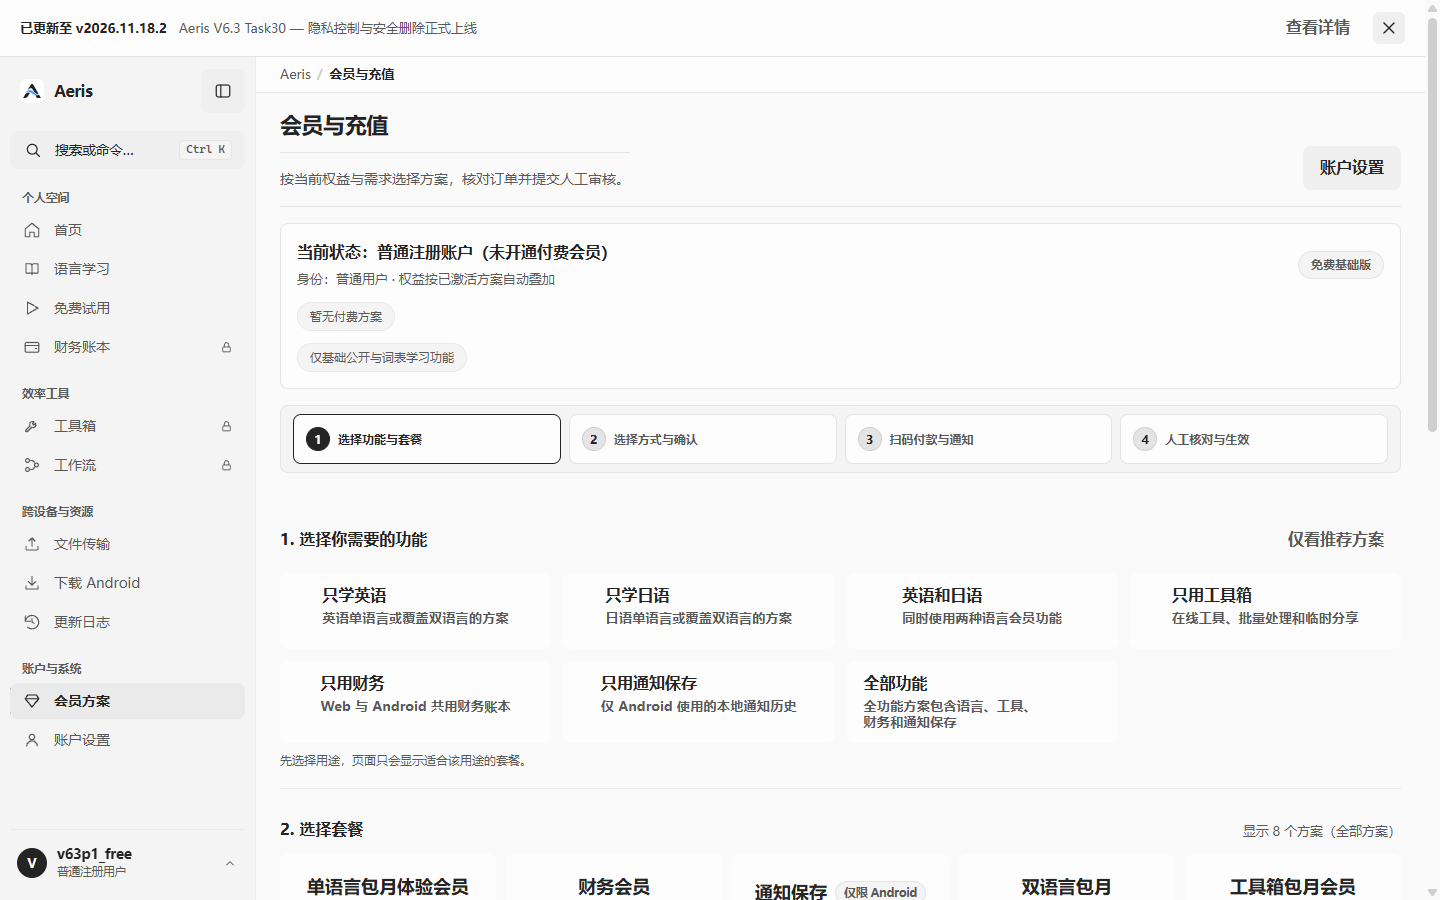 已更新至 v2026.11.18.2 Aeris V6.3 Task30 — 隐私控制与安全删除正式上线
查看详情
Aeris
搜索或命令... Ctrl K
个人空间
首页
语言学习
免费试用
财务账本
效率工具
工具箱
工作流
跨设备与资源
文件传输
下载 Android
更新日志
账户与系统
会员方案
账户设置
V
v63p1_free
普通注册用户
Aeris / 会员与充值
会员与充值
按当前权益与需求选择方案，核对订单并提交人工审核。
账户设置
当前状态：普通注册账户（未开通付费会员）
身份：普通用户 · 权益按已激活方案自动叠加
免费基础版
暂无付费方案
仅基础公开与词表学习功能
1 选择功能与套餐
2 选择方式与确认
3 扫码付款与通知
4 人工核对与生效
1. 选择你需要的功能
仅看推荐方案
只学英语
英语单语言或覆盖双语言的方案
只学日语
日语单语言或覆盖双语言的方案
英语和日语
同时使用两种语言会员功能
只用工具箱
在线工具、批量处理和临时分享
只用财务
Web 与 Android 共用财务账本
只用通知保存
仅 Android 使用的本地通知历史
全部功能
全功能方案包含语言、工具、
财务和通知保存
先选择用途，页面只会显示适合该用途的套餐。
2. 选择套餐
显示 8 个方案（全部方案）
单语言包月体验会员
财务会员
通知保存 仅限 Android
双语言包月
工具箱包月会员